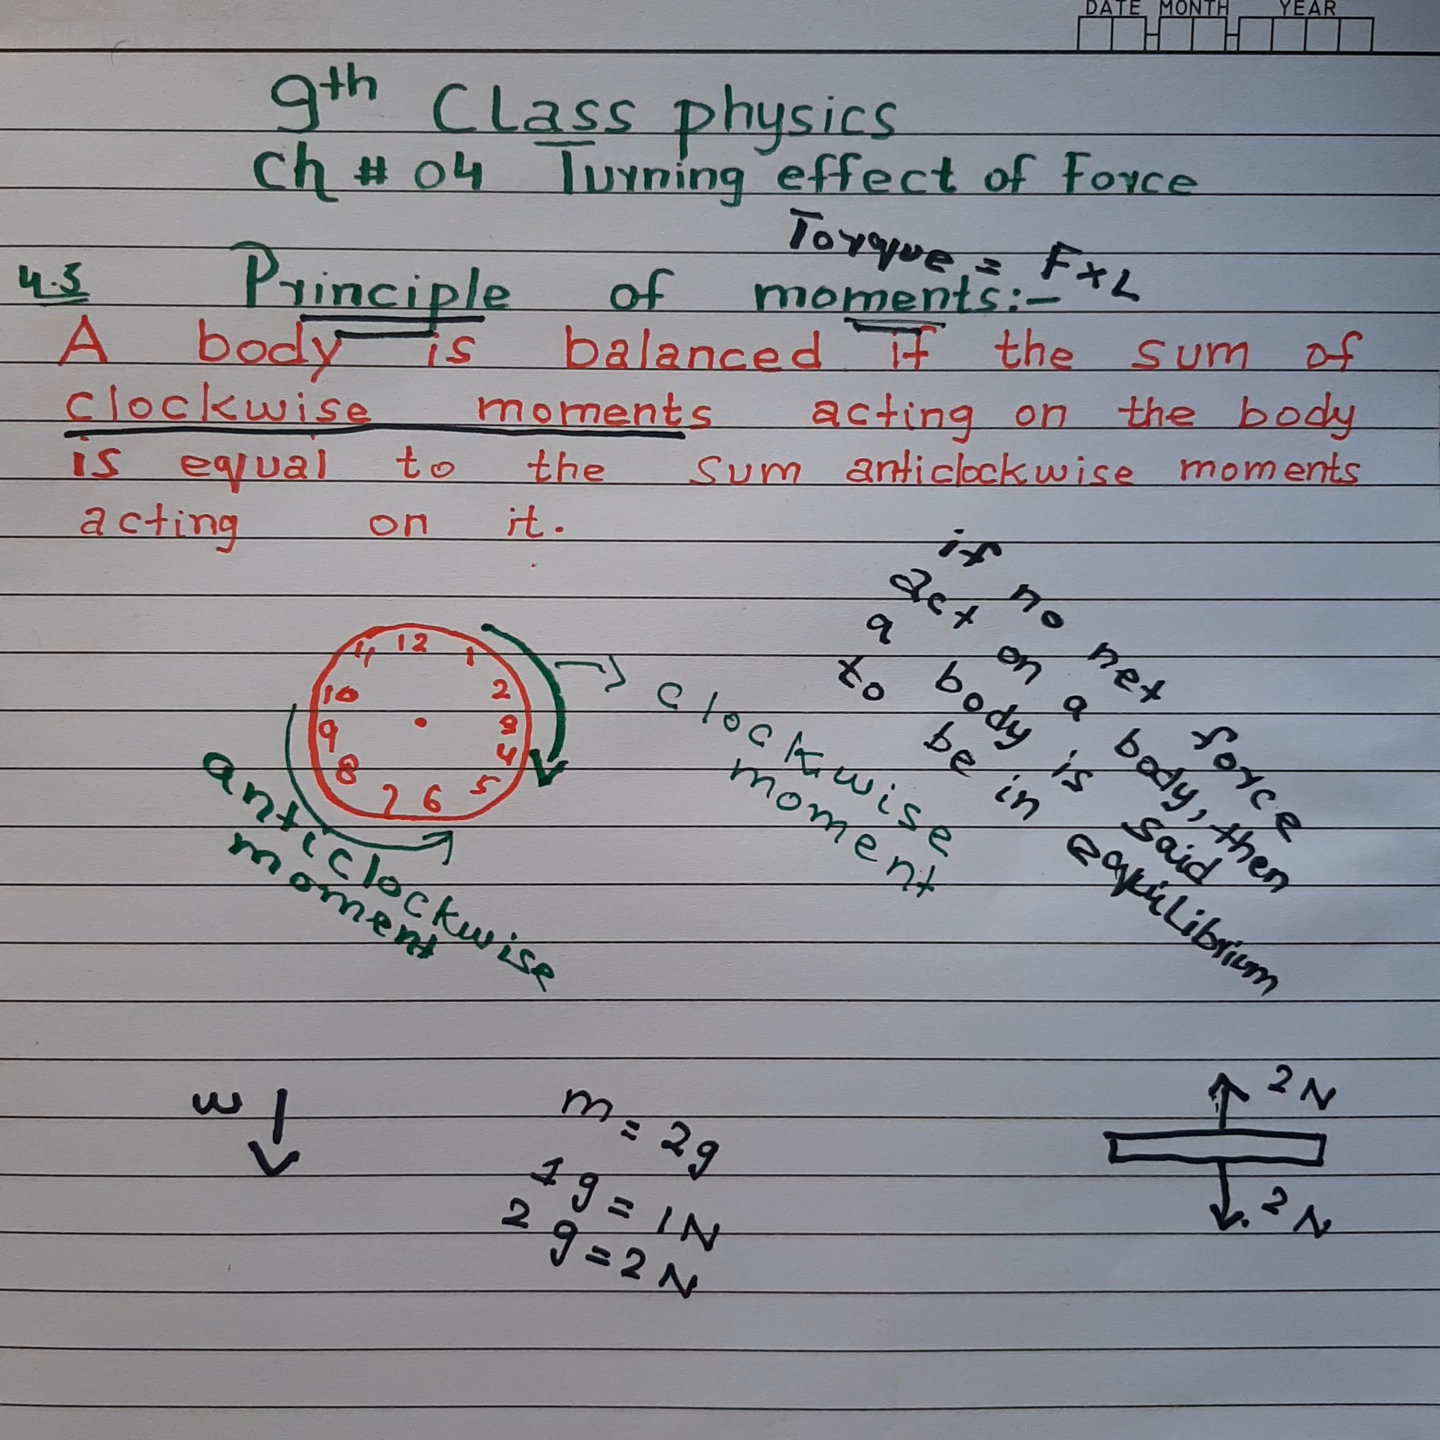 DATE MONTH YEAR
9th Class physics
Ch # 04 Turning effect of Force
Torque = F x L
4.3 Principle of moments:-
A body is balanced if the sum of
clockwise moments acting on the body
is equal to the sum anticlockwise moments
acting on it.
11 12 1
10 2
9 3
8 4
7 6 5
clockwise
moment
anticlockwise
moment
if no net force
act on a body, then
a body is said
to be in equilibrium
w
m = 2g
1g = 1N
2g = 2N
2N
2N